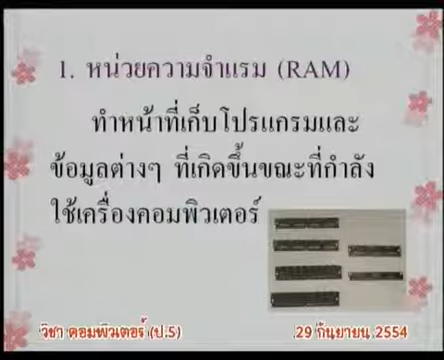 1. หน่วยความจำแรม (RAM)
ทำหน้าที่เก็บโปรแกรมและ
ข้อมูลต่างๆ ที่เกิดขึ้นขณะที่กำลัง
ใช้เครื่องคอมพิวเตอร์
วิชา คอมพิวเตอร์ (ป.5)
29 กันยายน 2554